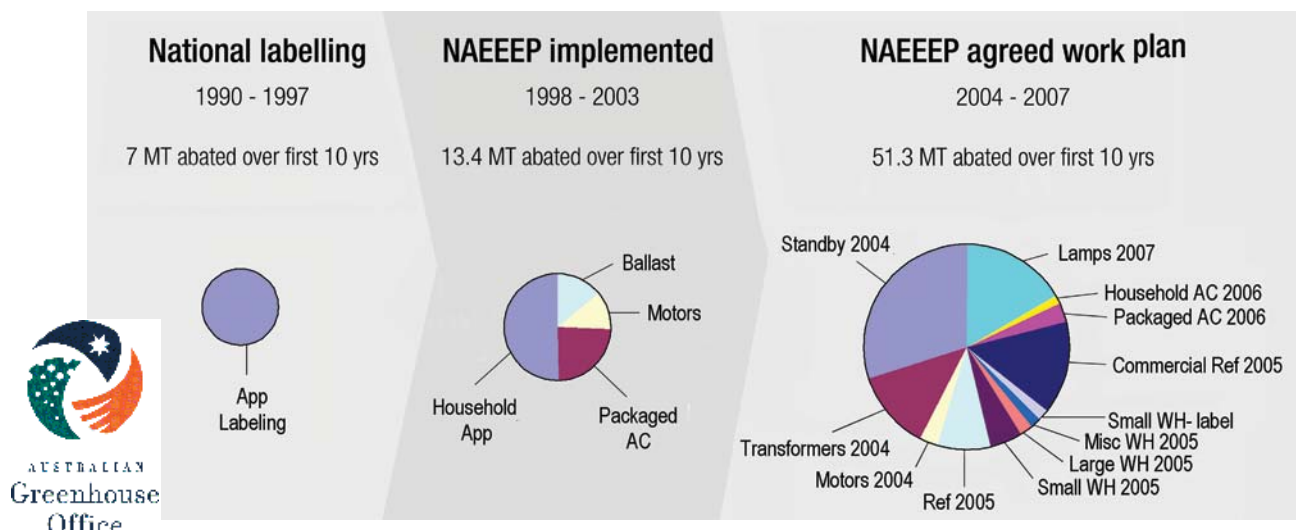 National labelling
1990 - 1997
7 MT abated over first 10 yrs
App
Labeling
NAEEEP implemented
1998 - 2003
13.4 MT abated over first 10 yrs
Ballast
Motors
Household
App
Packaged
AC
NAEEEP agreed work plan
2004 - 2007
51.3 MT abated over first 10 yrs
Standby 2004
Lamps 2007
Household AC 2006
Packaged AC 2006
Commercial Ref 2005
Small WH- label
Misc WH 2005
Large WH 2005
Small WH 2005
Ref 2005
Motors 2004
Transformers 2004
AUSTRALIAN
Greenhouse
Office